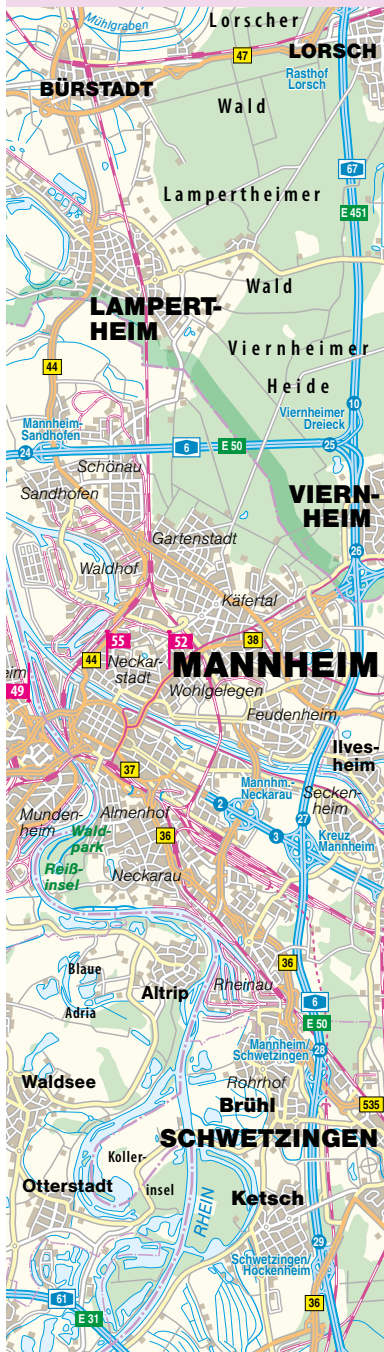 Mühlgraben
Lorscher
47
LORSCH
Rasthof
Lorsch
BÜRSTADT
Wald
67
Lampertheimer
E 451
Wald
LAMPERT-
HEIM
Viernheimer
44
Heide
10
Viernheimer
Dreieck
Mannheim-
Sandhofen
24
6
E 50
25
Schönau
Sandhofen
VIERN-
HEIM
Gartenstadt
26
Waldhof
Käfertal
55
52
38
44
Neckar-
stadt
MANNHEIM
eim
49
Wohlgelegen
Feudenheim
Ilves-
heim
37
Mannhm.-
Neckarau
Secken-
heim
2
Munden-
heim
Almenhof
27
Wald-
park
36
3
Kreuz
Mannheim
Reiß-
insel
Neckarau
36
Blaue
Adria
Altrip
Rheinau
6
E 50
Mannheim/
Schwetzingen
28
Waldsee
Rohrhof
Brühl
535
SCHWETZINGEN
Koller-
insel
Otterstadt
RHEIN
Ketsch
29
Schwetzingen/
Hockenheim
61
E 31
36